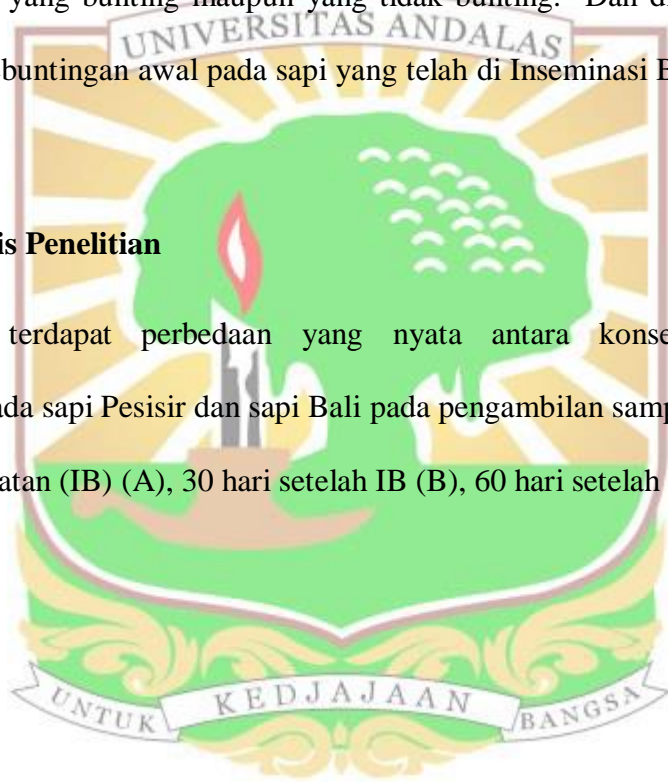 yang bunting maupun yang tidak bunting. Dan d
UNIVERSITAS ANDALAS
ebuntingan awal pada sapi yang telah di Inseminasi B
is Penelitian
terdapat perbedaan yang nyata antara konse
ada sapi Pesisir dan sapi Bali pada pengambilan samp
atan (IB) (A), 30 hari setelah IB (B), 60 hari setelah
UNTUK KEDJAJAAN BANGSA